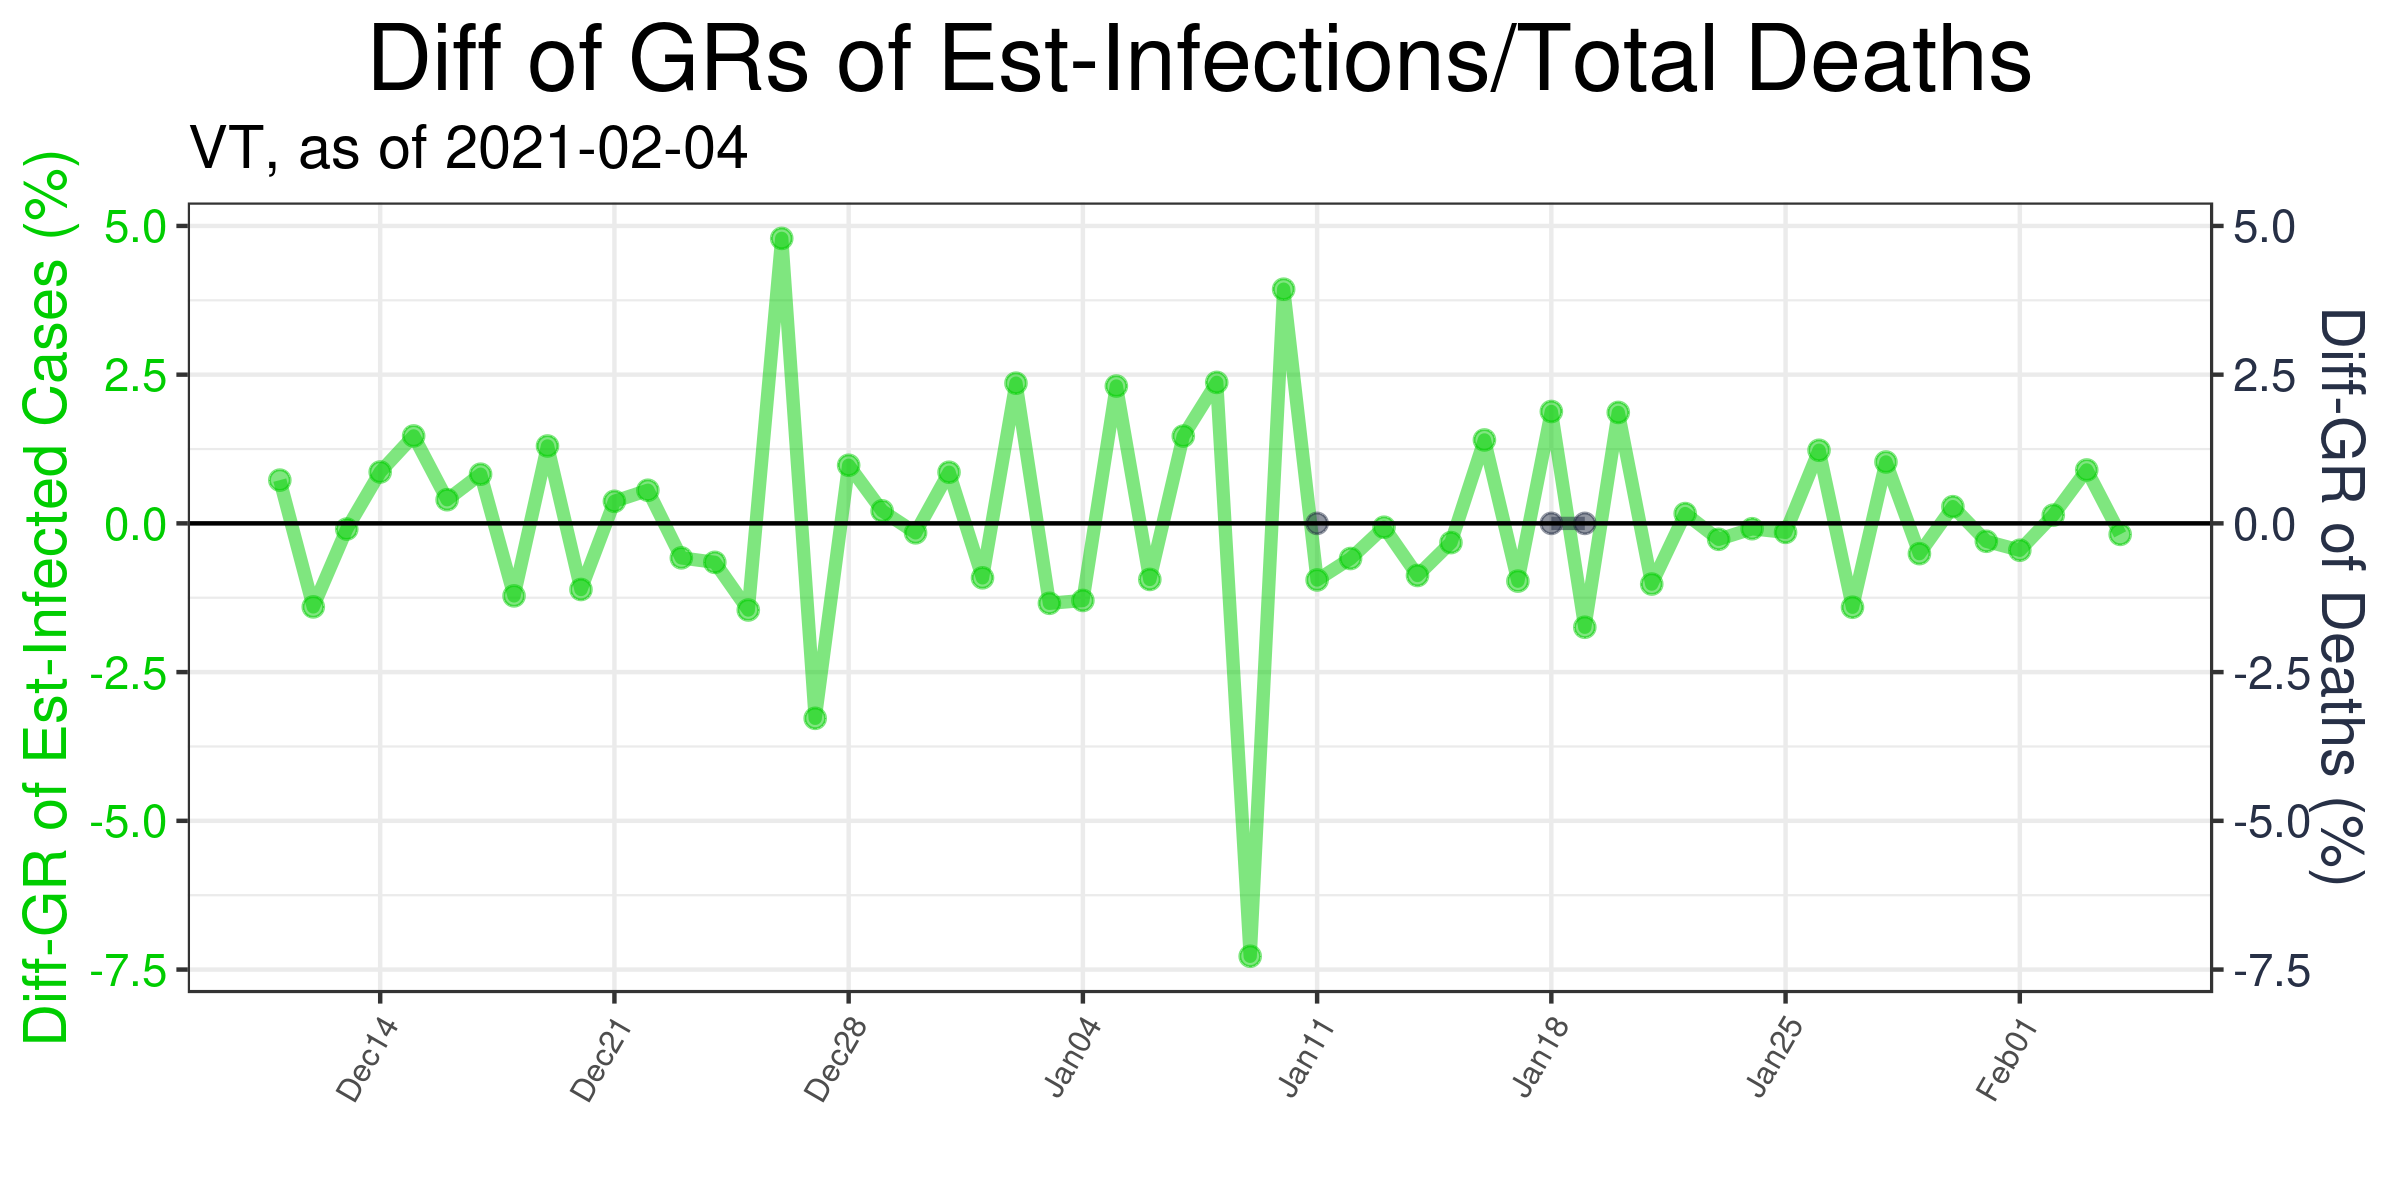 Diff of GRs of Est-Infections/Total Deaths
VT, as of 2021-02-04
Diff-GR of Est-Infected Cases (%)
5.0
2.5
0.0
-2.5
-5.0
-7.5
5.0
2.5
0.0
-2.5
-5.0
-7.5
Diff-GR of Deaths (%)
Dec14
Dec21
Dec28
Jan04
Jan11
Jan18
Jan25
Feb01